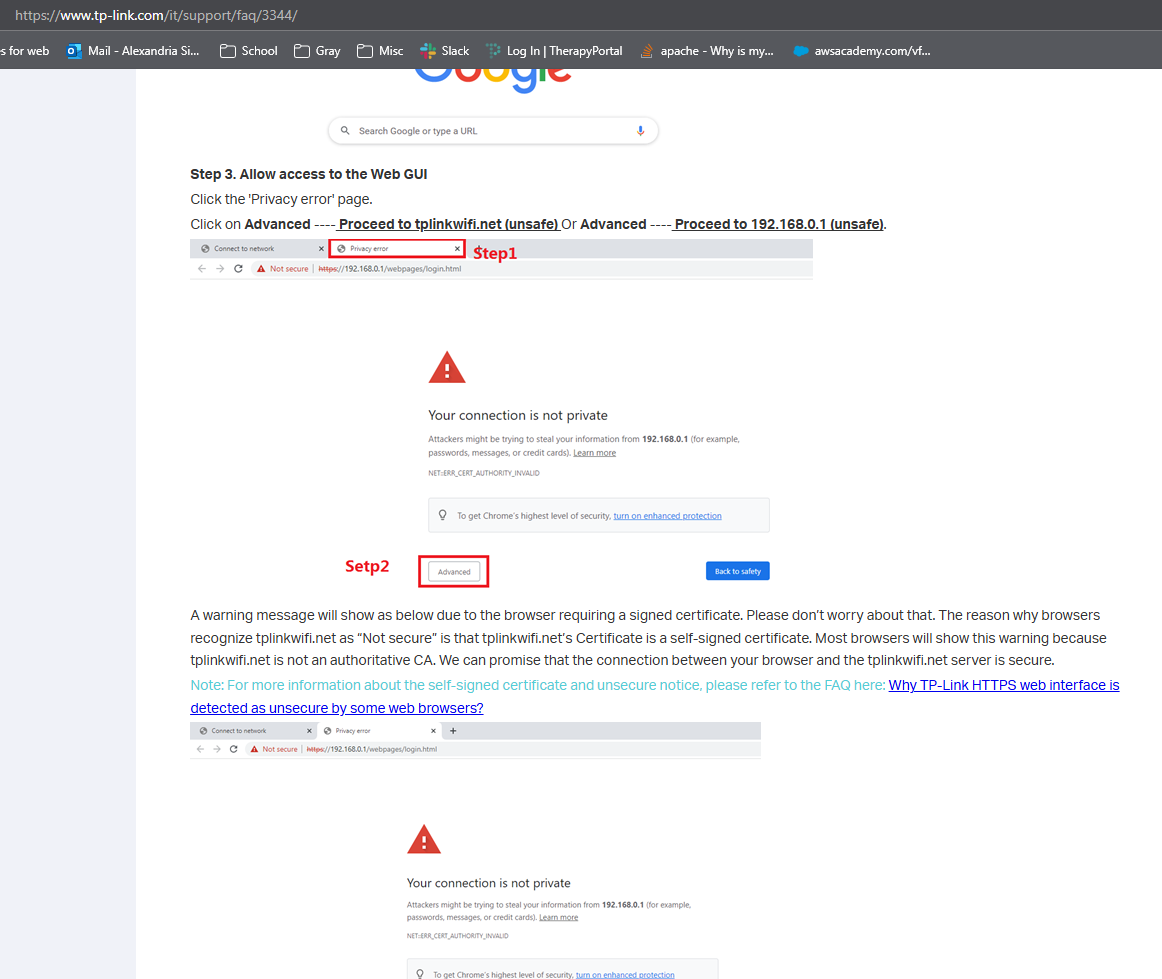 https://www.tp-link.com/it/support/faq/3344/
es for web
Mail - Alexandria Si...
School
Gray
Misc
Slack
Log In | TherapyPortal
apache - Why is my...
awsacademy.com/vf...
Google
Search Google or type a URL
Step 3. Allow access to the Web GUI
Click the 'Privacy error' page.
Click on Advanced ---- Proceed to tplinkwifi.net (unsafe) Or Advanced ---- Proceed to 192.168.0.1 (unsafe).
Connect to network
Privacy error
Step1
Not secure | https://192.168.0.1/webpages/login.html
Your connection is not private
Attackers might be trying to steal your information from 192.168.0.1 (for example,
passwords, messages, or credit cards). Learn more
NET::ERR_CERT_AUTHORITY_INVALID
To get Chrome's highest level of security, turn on enhanced protection
Setp2
Advanced
Back to safety
A warning message will show as below due to the browser requiring a signed certificate. Please don't worry about that. The reason why browsers
recognize tplinkwifi.net as “Not secure” is that tplinkwifi.net’s Certificate is a self-signed certificate. Most browsers will show this warning because
tplinkwifi.net is not an authoritative CA. We can promise that the connection between your browser and the tplinkwifi.net server is secure.
Note: For more information about the self-signed certificate and unsecure notice, please refer to the FAQ here: Why TP-Link HTTPS web interface is
detected as unsecure by some web browsers?
Connect to network
Privacy error
Not secure | https://192.168.0.1/webpages/login.html
Your connection is not private
Attackers might be trying to steal your information from 192.168.0.1 (for example,
passwords, messages, or credit cards). Learn more
NET::ERR_CERT_AUTHORITY_INVALID
To get Chrome's highest level of security, turn on enhanced protection